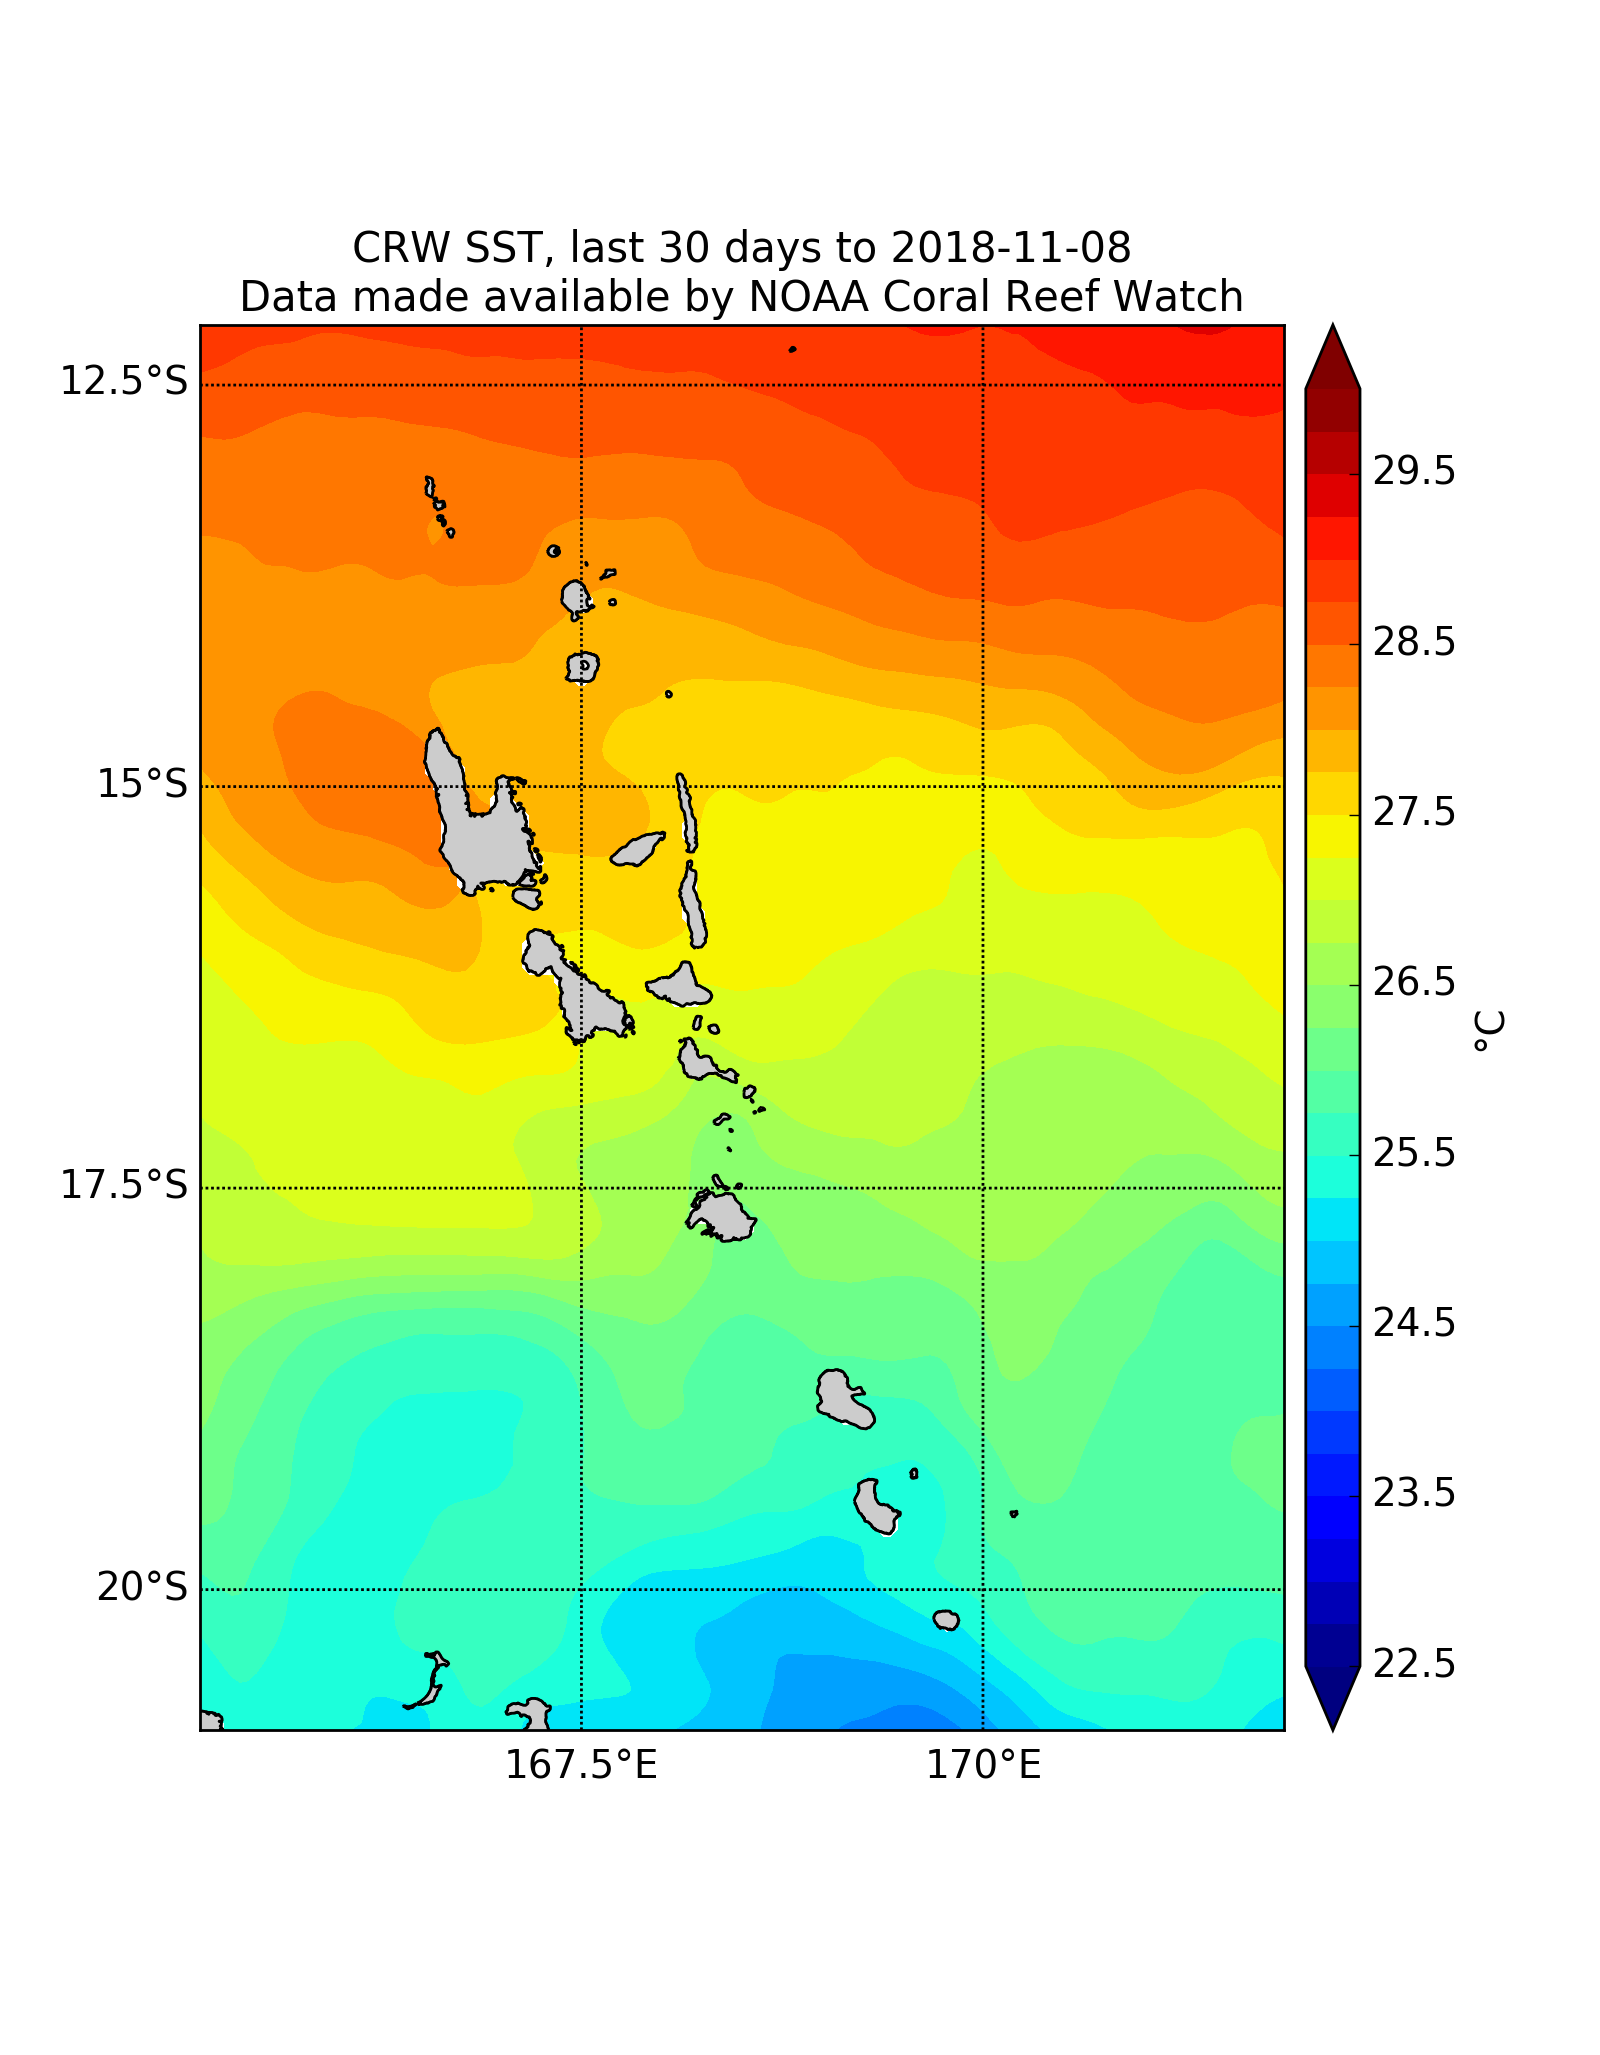 CRW SST, last 30 days to 2018-11-08
Data made available by NOAA Coral Reef Watch
12.5°S
15°S
17.5°S
20°S
167.5°E
170°E
29.5
28.5
27.5
26.5
25.5
24.5
23.5
22.5
°C